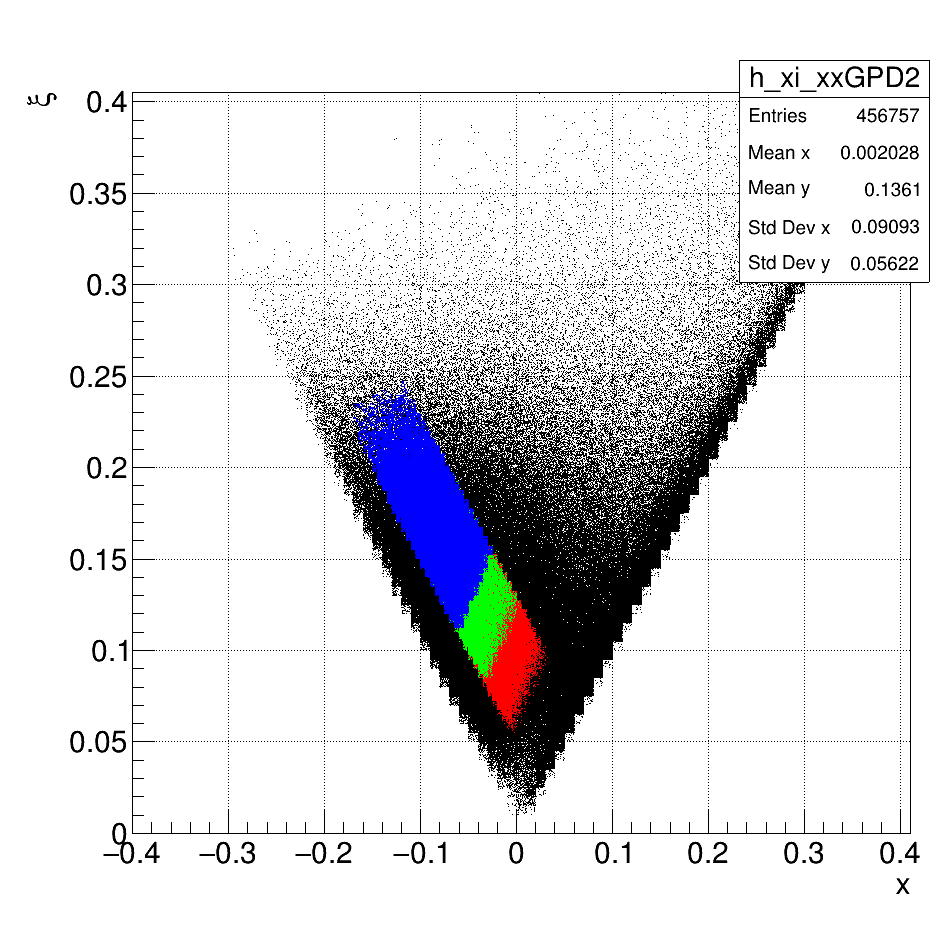 h_xi_xxGPD2
Entries 456757
Mean x 0.002028
Mean y 0.1361
Std Dev x 0.09093
Std Dev y 0.05622
ξ
0.4
0.35
0.3
0.25
0.2
0.15
0.1
0.05
0
−0.4 −0.3 −0.2 −0.1 0 0.1 0.2 0.3 0.4
x